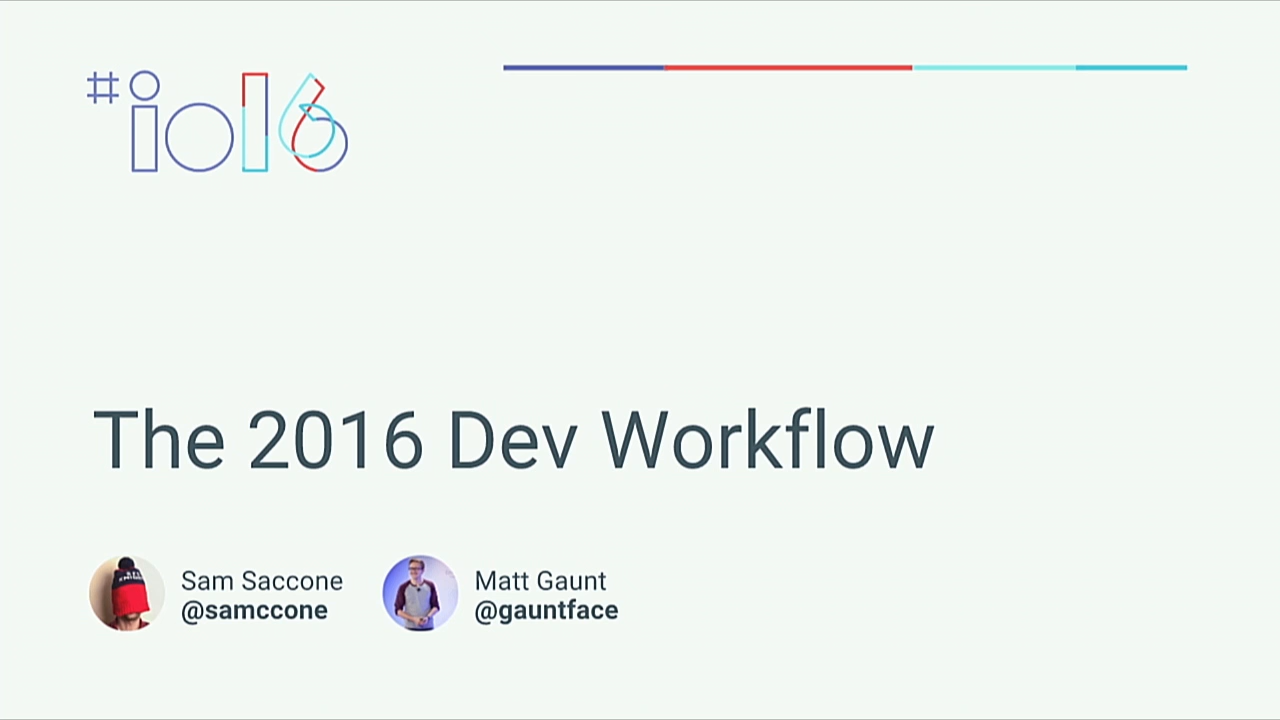 #io16
The 2016 Dev Workflow
Sam Saccone
@samccone
Matt Gaunt
@gauntface